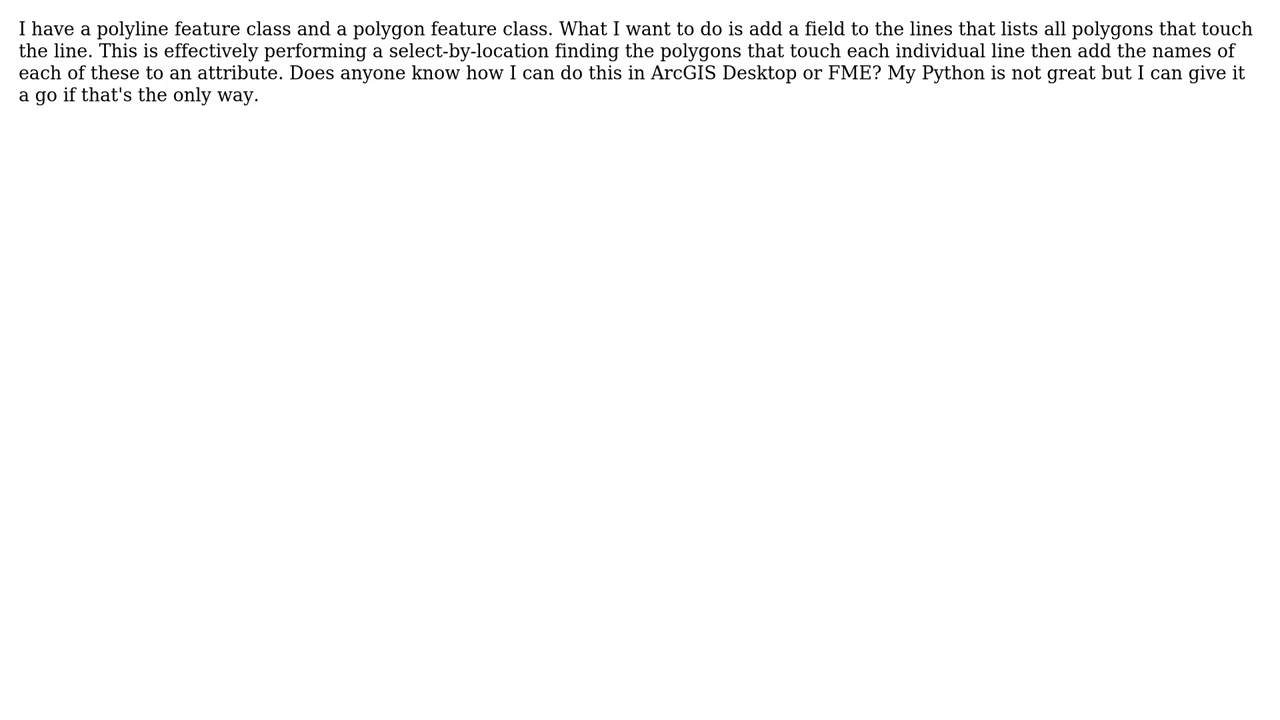 I have a polyline feature class and a polygon feature class. What I want to do is add a field to the lines that lists all polygons that touch
the line. This is effectively performing a select-by-location finding the polygons that touch each individual line then add the names of
each of these to an attribute. Does anyone know how I can do this in ArcGIS Desktop or FME? My Python is not great but I can give it
a go if that's the only way.